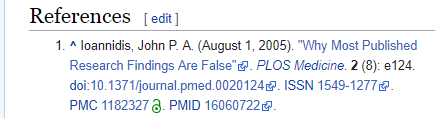 References [ edit ]
1. ^ Ioannidis, John P. A. (August 1, 2005). "Why Most Published
Research Findings Are False". PLOS Medicine. 2 (8): e124.
doi:10.1371/journal.pmed.0020124. ISSN 1549-1277.
PMC 1182327. PMID 16060722.